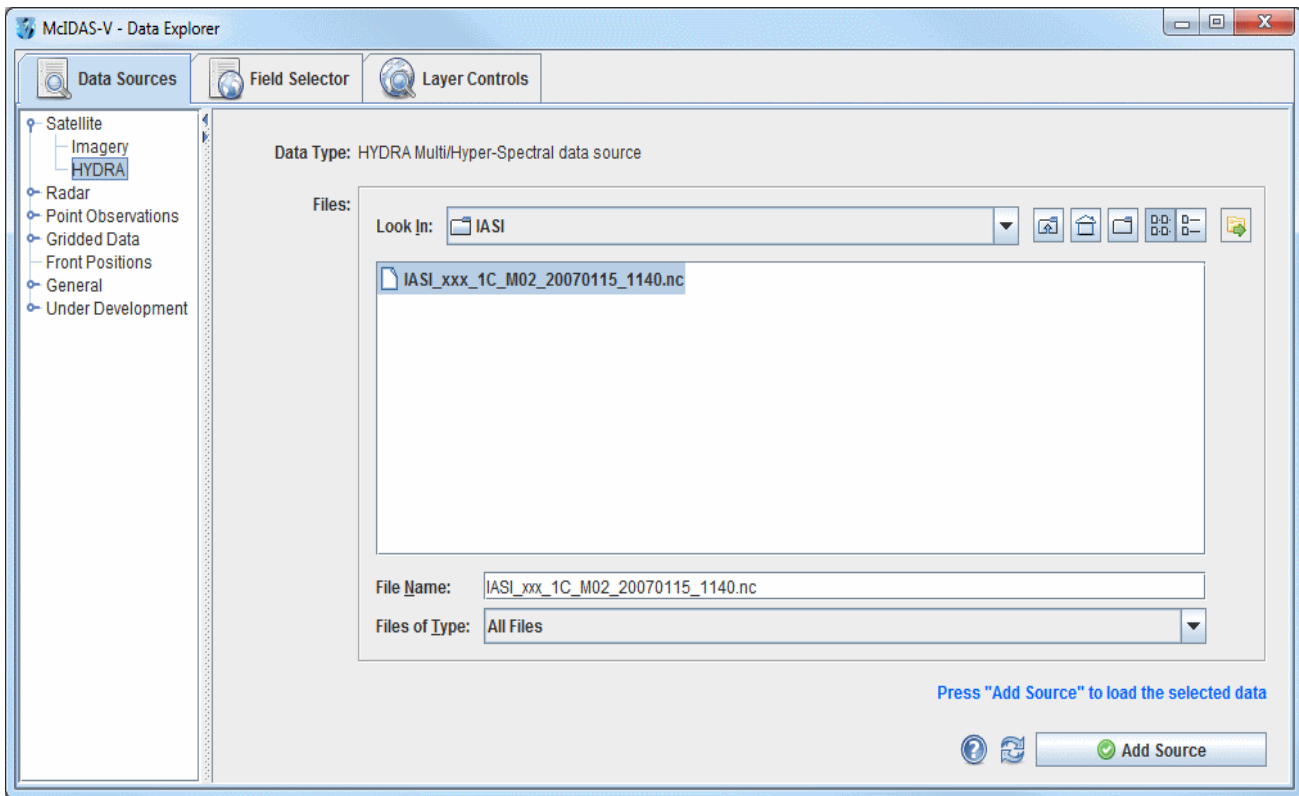 McIDAS-V - Data Explorer
Data Sources
Field Selector
Layer Controls
Satellite
Imagery
HYDRA
Radar
Point Observations
Gridded Data
Front Positions
General
Under Development
Data Type: HYDRA Multi/Hyper-Spectral data source
Files:
Look In: IASI
IASI_xxx_1C_M02_20070115_1140.nc
File Name: IASI_xxx_1C_M02_20070115_1140.nc
Files of Type: All Files
Press "Add Source" to load the selected data
Add Source